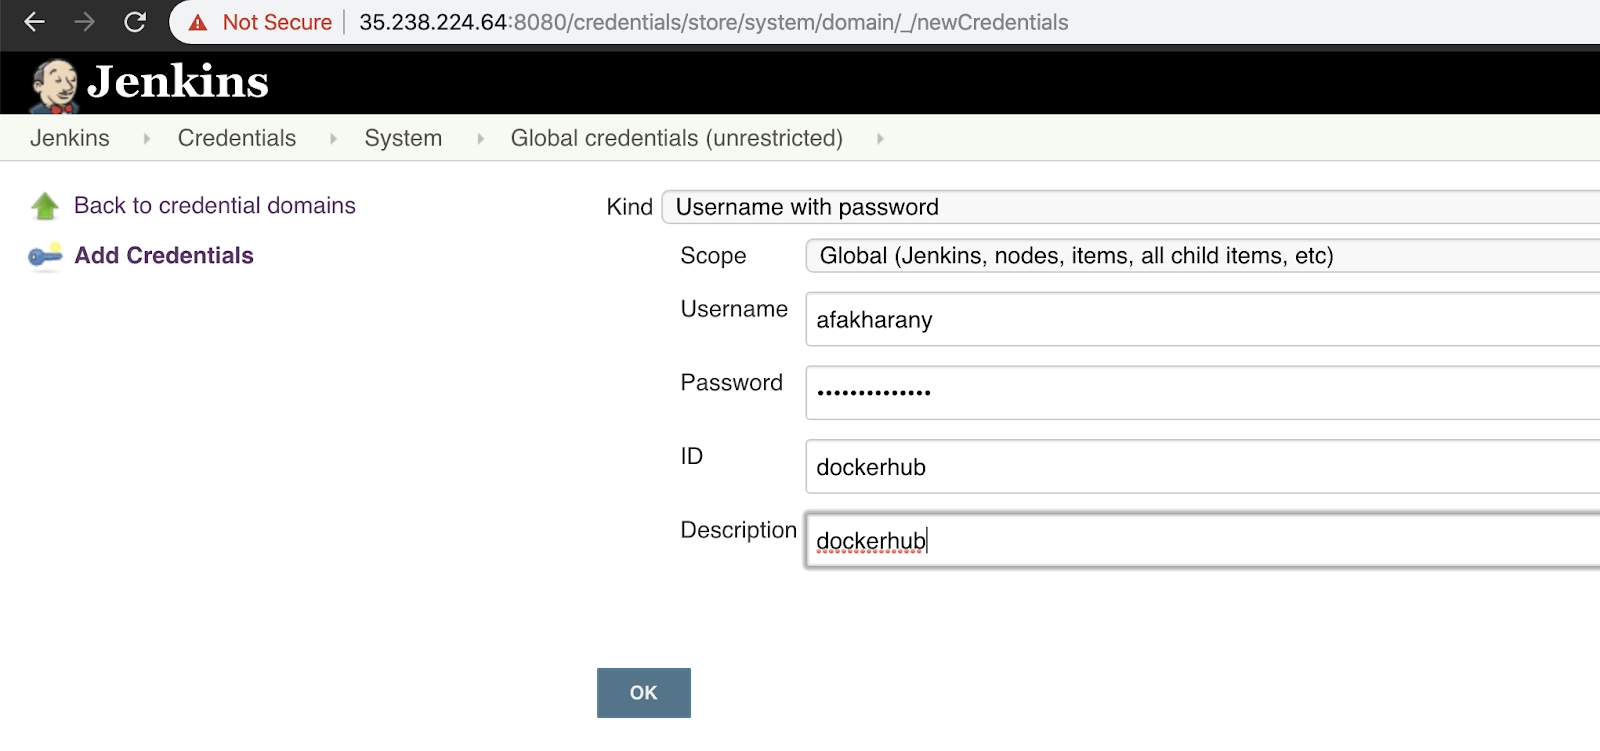 Not Secure 35.238.224.64:8080/credentials/store/system/domain/_/newCredentials
Jenkins
Jenkins Credentials System Global credentials (unrestricted)
Back to credential domains
Add Credentials
Kind Username with password
Scope Global (Jenkins, nodes, items, all child items, etc)
Username afakharany
Password ••••••••••••••
ID dockerhub
Description dockerhub
OK